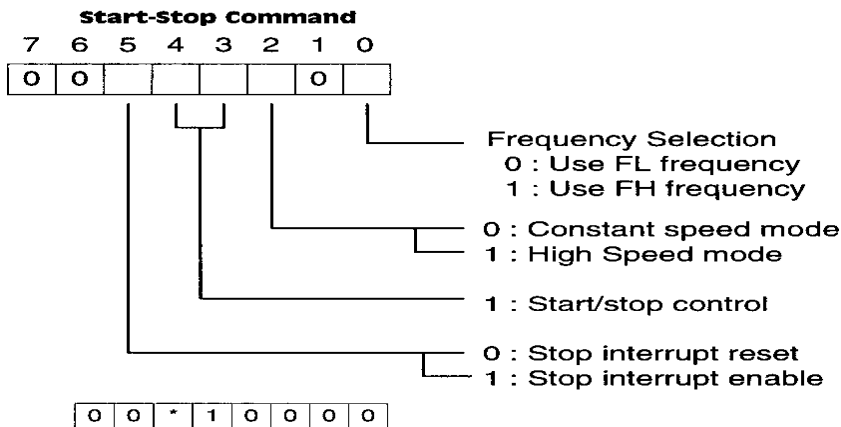 Start-Stop Command
7 6 5 4 3 2 1 0
0 0 0
Frequency Selection
0 : Use FL frequency
1 : Use FH frequency
0 : Constant speed mode
1 : High Speed mode
1 : Start/stop control
0 : Stop interrupt reset
1 : Stop interrupt enable
0 0 * 1 0 0 0 0